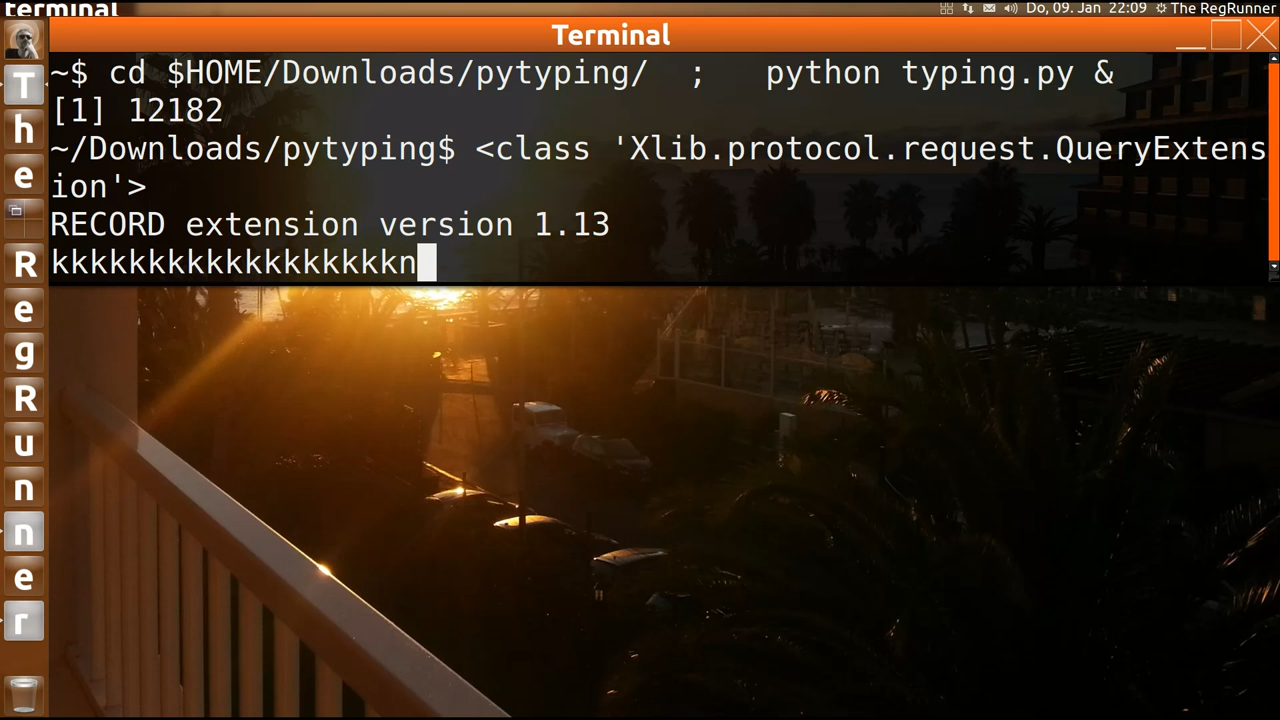 terminal
Do, 09. Jan 22:09 The RegRunner
Terminal
~$ cd $HOME/Downloads/pytyping/  ;   python typing.py &
[1] 12182
~/Downloads/pytyping$ <class 'Xlib.protocol.request.QueryExtens
ion'>
RECORD extension version 1.13
kkkkkkkkkkkkkkkkkkn
T
h
e
R
e
g
R
u
n
n
e
r